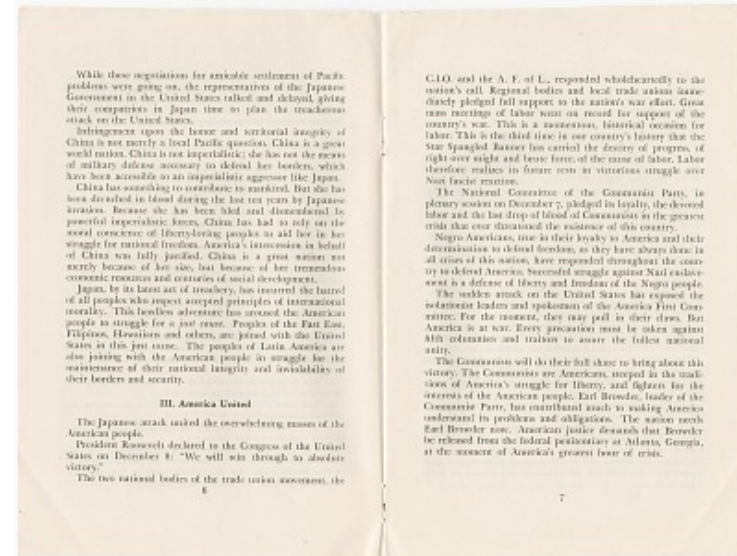 While these negotiations for amicable settlement of Pacific
problems were going on, the representatives of the Japanese
Government in the United States talked and delayed, giving
their compatriots in Japan time to plan the treacherous
attack on the United States.
Infringement upon the honor and territorial integrity of
China is not merely a local Pacific question. China is a great
world nation. China is not imperialistic; she has not the means
of military defense necessary to defend her borders, which
have been accessible to an imperialistic aggressor like Japan.
China has something to contribute to mankind. But she has
been drenched in blood during the last ten years by Japanese
invasion. Because she has been bled and dismembered by
powerful imperialistic forces, China has had to rely on the
moral conscience of liberty-loving peoples to aid her in her
struggle for national freedom. America's intercession in behalf
of China was fully justified. China is a great nation not
merely because of her size, but because of her tremendous
economic resources and centuries of social development.
Japan, by its latest act of treachery, has incurred the hatred
of all peoples who respect accepted principles of international
morality. This heedless adventure has aroused the American
people to struggle for a just cause. Peoples of the Far East,
Filipinos, Hawaiians and others, are joined with the United
States in this just cause. The peoples of Latin America are
also joining with the American people in struggle for the
maintenance of their national integrity and inviolability of
their borders and security.
III. America United
The Japanese attack united the overwhelming masses of the
American people.
President Roosevelt declared to the Congress of the United
States on December 8: "We will win through to absolute
victory."
The two national bodies of the trade union movement, the
6
C.I.O. and the A. F. of L., responded wholeheartedly to the
nation's call. Regional bodies and local trade unions imme-
diately pledged full support to the nation's war effort. Great
mass meetings of labor went on record for support of the
country's war. This is a momentous, historical occasion for
labor. This is the third time in our country's history that the
Star Spangled Banner has carried the destiny of progress, of
right over might and brute force, of the cause of labor. Labor
therefore realizes its future rests in victorious struggle over
Nazi fascist reaction.
The National Committee of the Communist Party, in
plenary session on December 7, pledged its loyalty, the devoted
labor and the last drop of blood of Communists in the greatest
crisis that ever threatened the existence of this country.
Negro Americans, true in their loyalty to America and their
determination to defend freedom, as they have always done in
all crises of this nation, have responded throughout the coun-
try to defend America. Successful struggle against Nazi enslave-
ment is a defense of liberty and freedom of the Negro people.
The sudden attack on the United States has exposed the
isolationist leaders and spokesmen of the America First Com-
mittee. For the moment, they may pull in their claws. But
America is at war. Every precaution must be taken against
fifth columnists and traitors to assure the fullest national
unity.
The Communists will do their full share to bring about this
victory. The Communists are Americans, steeped in the tradi-
tions of America's struggle for liberty, and fighters for the
interests of the American people. Earl Browder, leader of the
Communist Party, has contributed much to making America
understand its problems and obligations. The nation needs
Earl Browder now. American justice demands that Browder
be released from the federal penitentiary at Atlanta, Georgia,
at the moment of America's greatest hour of crisis.
7